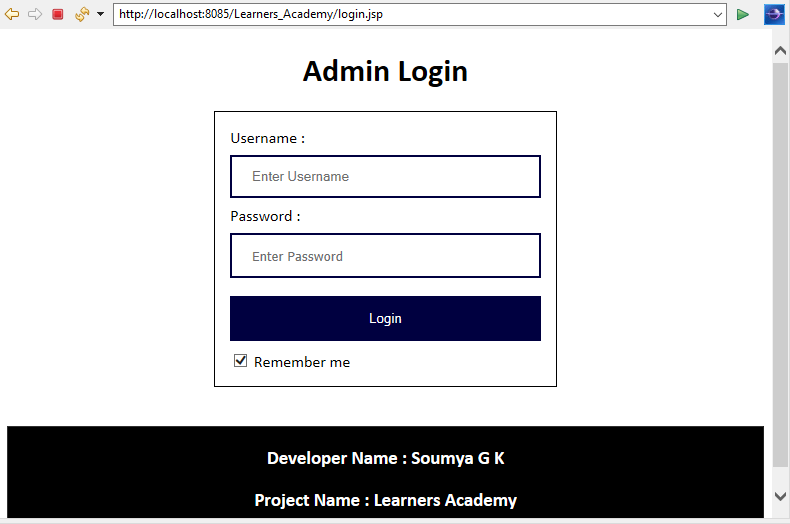 http://localhost:8085/Learners_Academy/login.jsp
Admin Login
Username :
Enter Username
Password :
Enter Password
Login
Remember me
Developer Name : Soumya G K
Project Name : Learners Academy